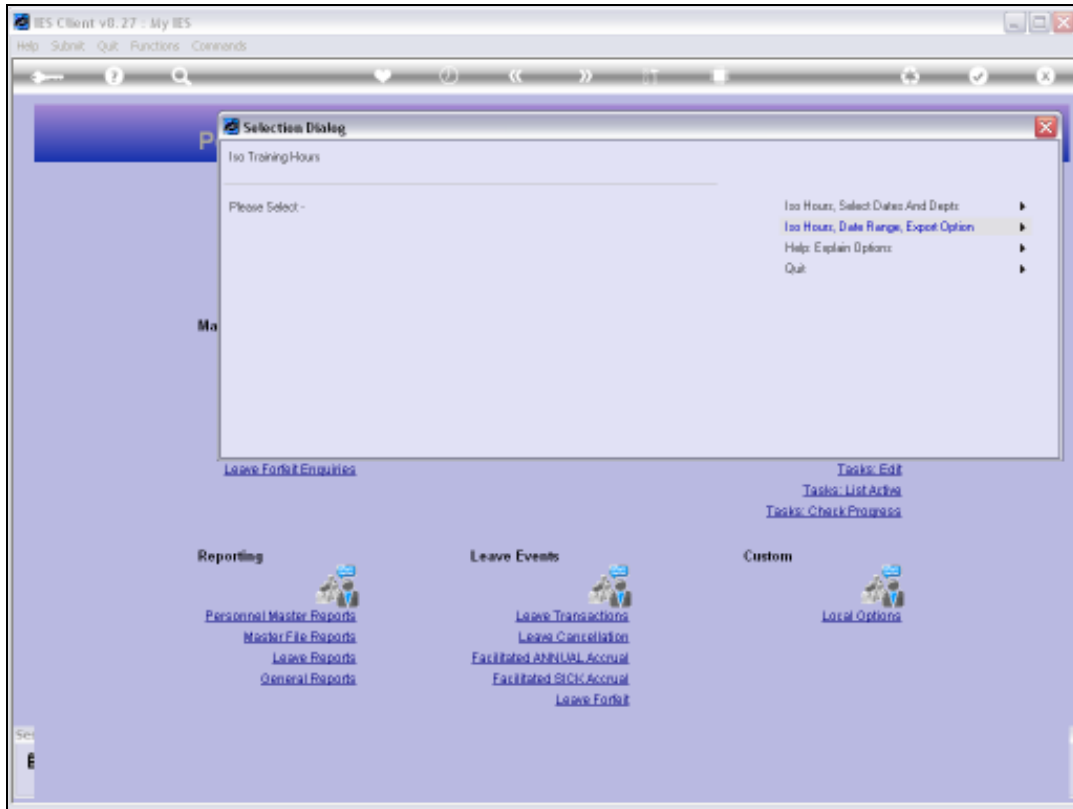 IES Client v8.27 : My IES
Help Submit Quit Functions Commands
Selection Dialog
Iso Training Hours
Please Select -
Iso Hours, Select Dates And Depts
Iso Hours, Date Range, Export Option
Help: Explain Options
Quit
Ma
Leave Forfeit Enquiries
Tasks: Edit
Tasks: List Active
Tasks: Check Progress
Reporting
Leave Events
Custom
Personnel Master Reports
Leave Transactions
Local Options
Master File Reports
Leave Cancellation
Leave Reports
Facilitated ANNUAL Accrual
General Reports
Facilitated SICK Accrual
Leave Forfeit